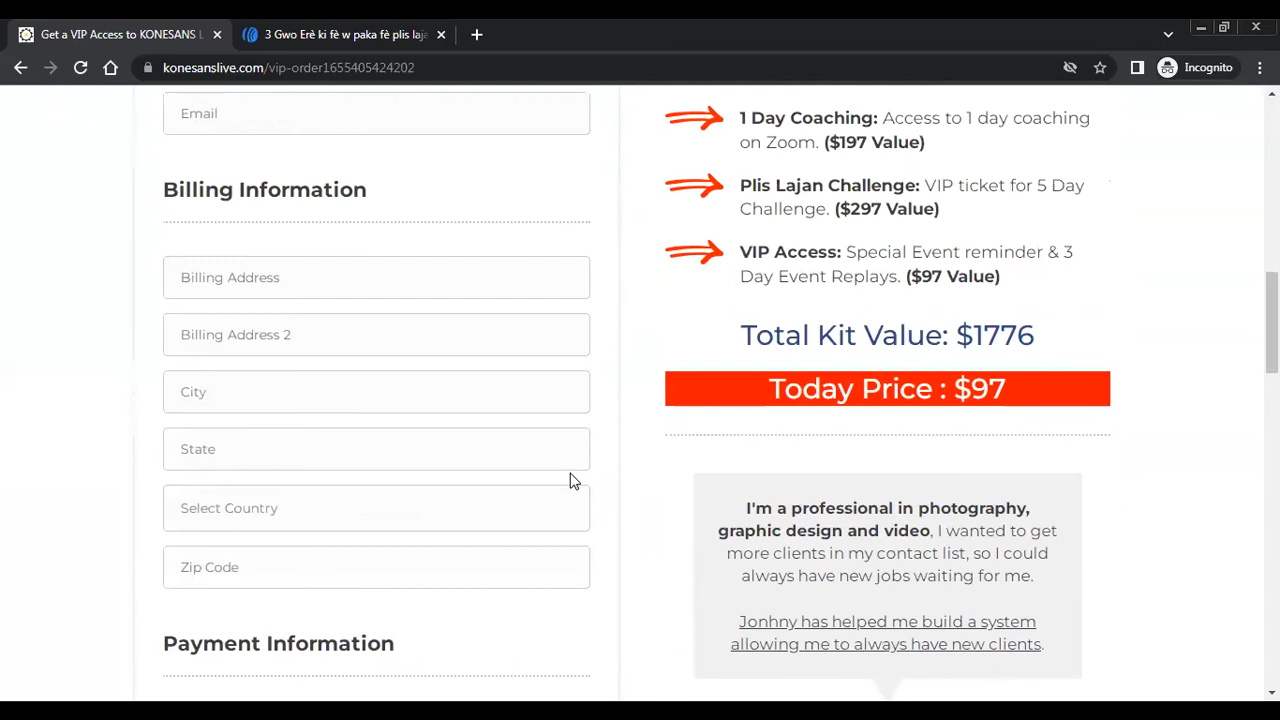 Get a VIP Access to KONESANS L
3 Gwo Erè ki fè w paka fè plis laja
Incognito
konesanslive.com/vip-order1655405424202
Email
Billing Information
Billing Address
Billing Address 2
City
State
Select Country
Zip Code
Payment Information
1 Day Coaching: Access to 1 day coaching
on Zoom. ($197 Value)
Plis Lajan Challenge: VIP ticket for 5 Day
Challenge. ($297 Value)
VIP Access: Special Event reminder & 3
Day Event Replays. ($97 Value)
Total Kit Value: $1776
Today Price : $97
I'm a professional in photography,
graphic design and video, I wanted to get
more clients in my contact list, so I could
always have new jobs waiting for me.
Jonhny has helped me build a system
allowing me to always have new clients.